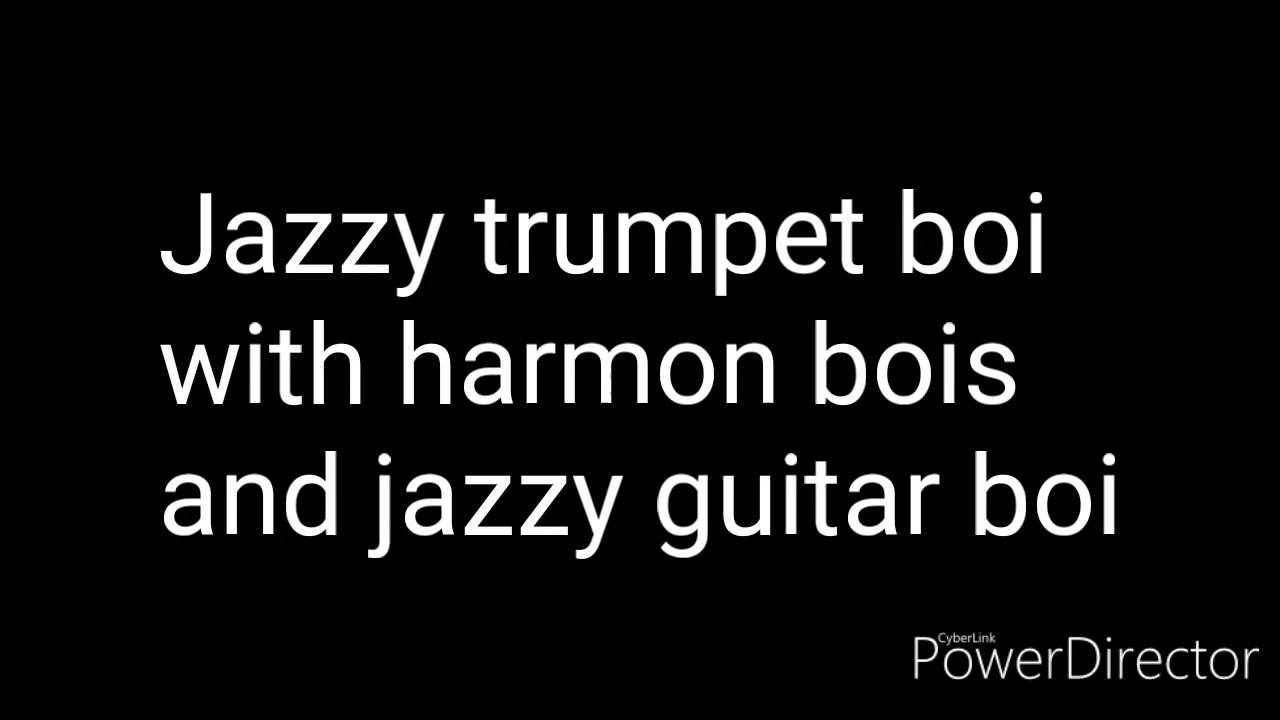 Jazzy trumpet boi
with harmon bois
and jazzy guitar boi
CyberLink
PowerDirector